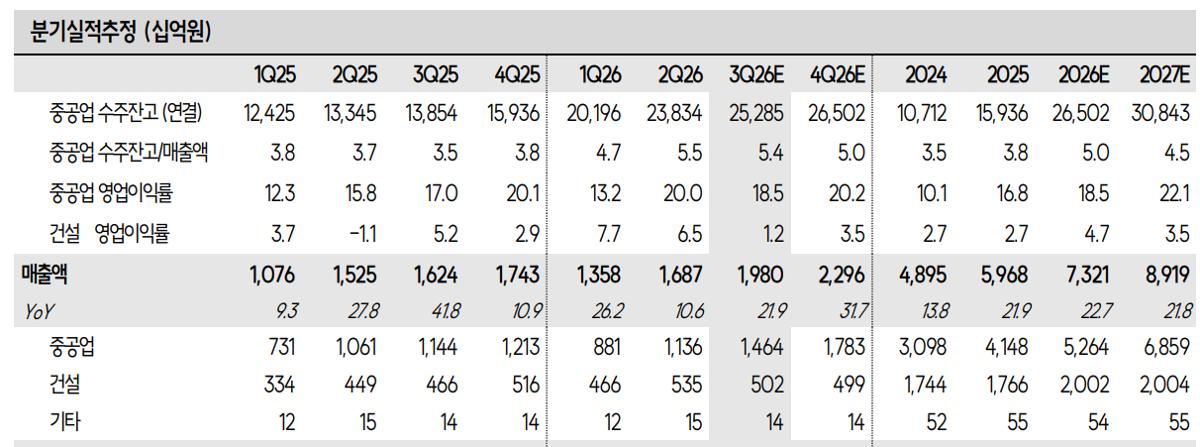 분기실적추정 (십억원)
1Q25 2Q25 3Q25 4Q25 1Q26 2Q26 3Q26E 4Q26E 2024 2025 2026E 2027E
중공업 수주잔고 (연결) 12,425 13,345 13,854 15,936 20,196 23,834 25,285 26,502 10,712 15,936 26,502 30,843
중공업 수주잔고/매출액 3.8 3.7 3.5 3.8 4.7 5.5 5.4 5.0 3.5 3.8 5.0 4.5
중공업 영업이익률 12.3 15.8 17.0 20.1 13.2 20.0 18.5 20.2 10.1 16.8 18.5 22.1
건설 영업이익률 3.7 -1.1 5.2 2.9 7.7 6.5 1.2 3.5 2.7 2.7 4.7 3.5
매출액 1,076 1,525 1,624 1,743 1,358 1,687 1,980 2,296 4,895 5,968 7,321 8,919
YoY 9.3 27.8 41.8 10.9 26.2 10.6 21.9 31.7 13.8 21.9 22.7 21.8
중공업 731 1,061 1,144 1,213 881 1,136 1,464 1,783 3,098 4,148 5,264 6,859
건설 334 449 466 516 466 535 502 499 1,744 1,766 2,002 2,004
기타 12 15 14 14 12 15 14 14 52 55 54 55